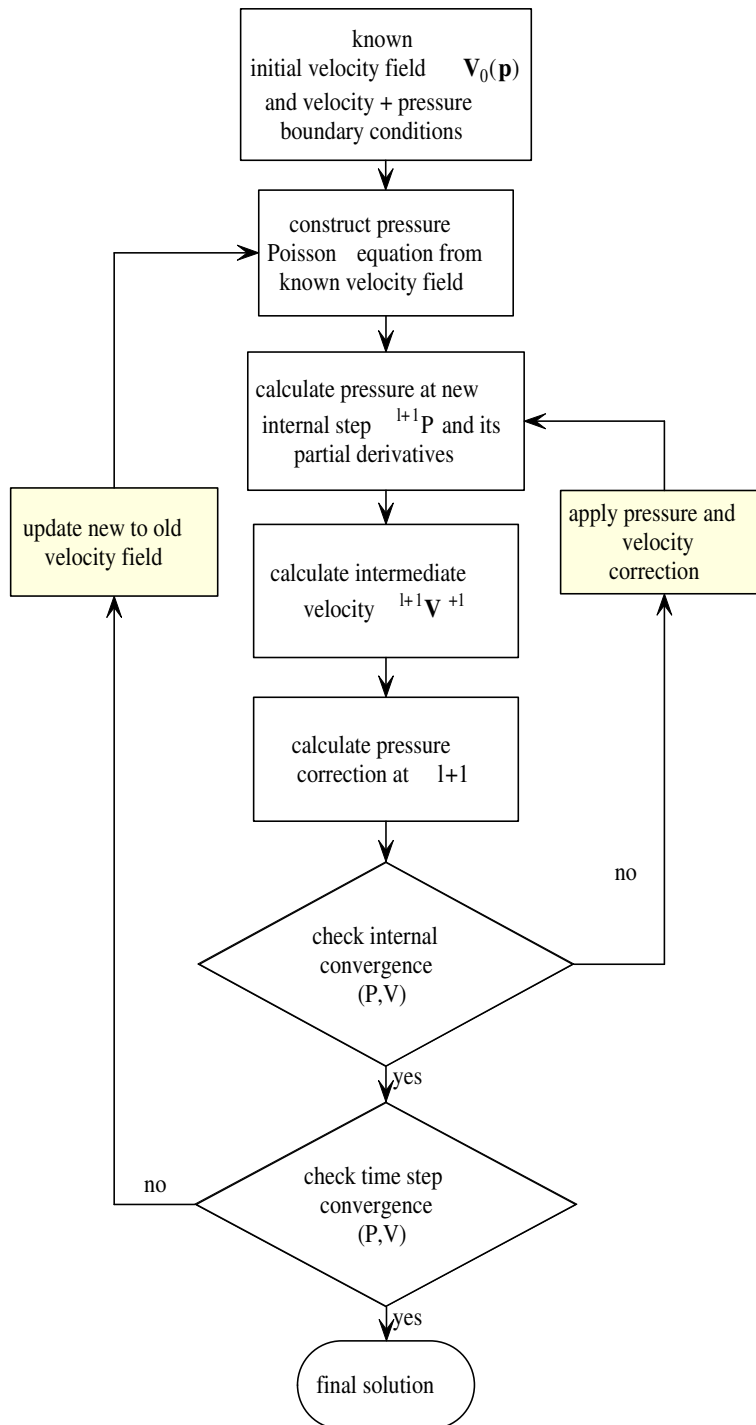 known
initial velocity field V₀(p)
and velocity + pressure
boundary conditions
construct pressure
Poisson equation from
known velocity field
calculate pressure at new
internal step ˡ⁺¹P and its
partial derivatives
update new to old
velocity field
apply pressure and
velocity
correction
calculate intermediate
velocity ˡ⁺¹V ⁺¹
calculate pressure
correction at l+1
no
check internal
convergence
(P,V)
yes
no
check time step
convergence
(P,V)
yes
final solution